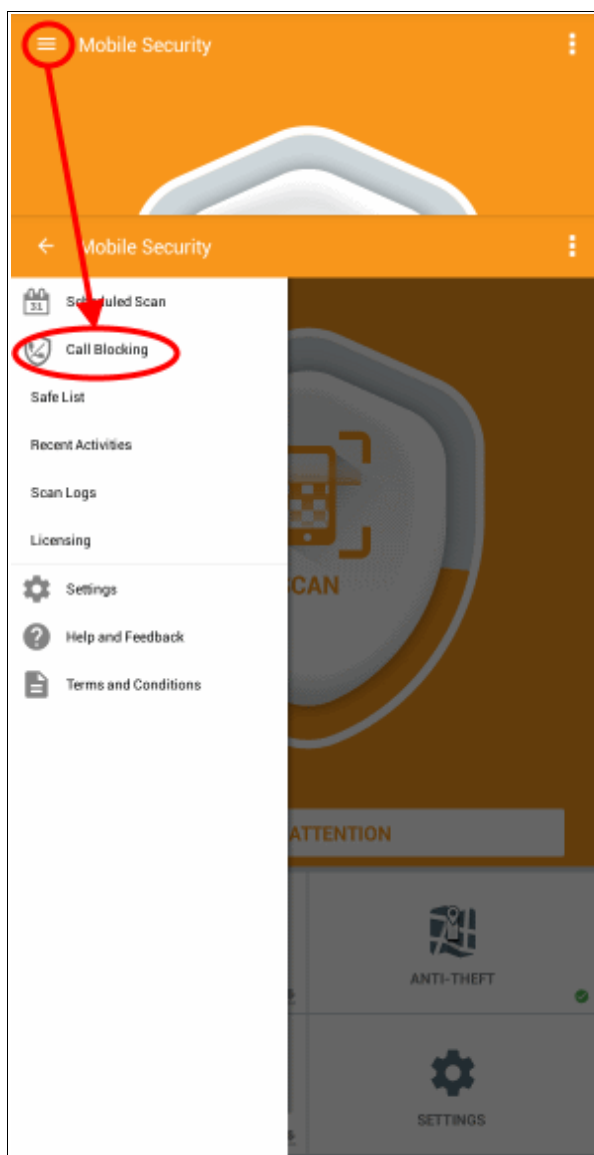 Mobile Security
Mobile Security
31
Scheduled Scan
Call Blocking
Safe List
Recent Activities
Scan Logs
Licensing
Settings
Help and Feedback
Terms and Conditions
CAN
ATTENTION
ANTI-THEFT
SETTINGS